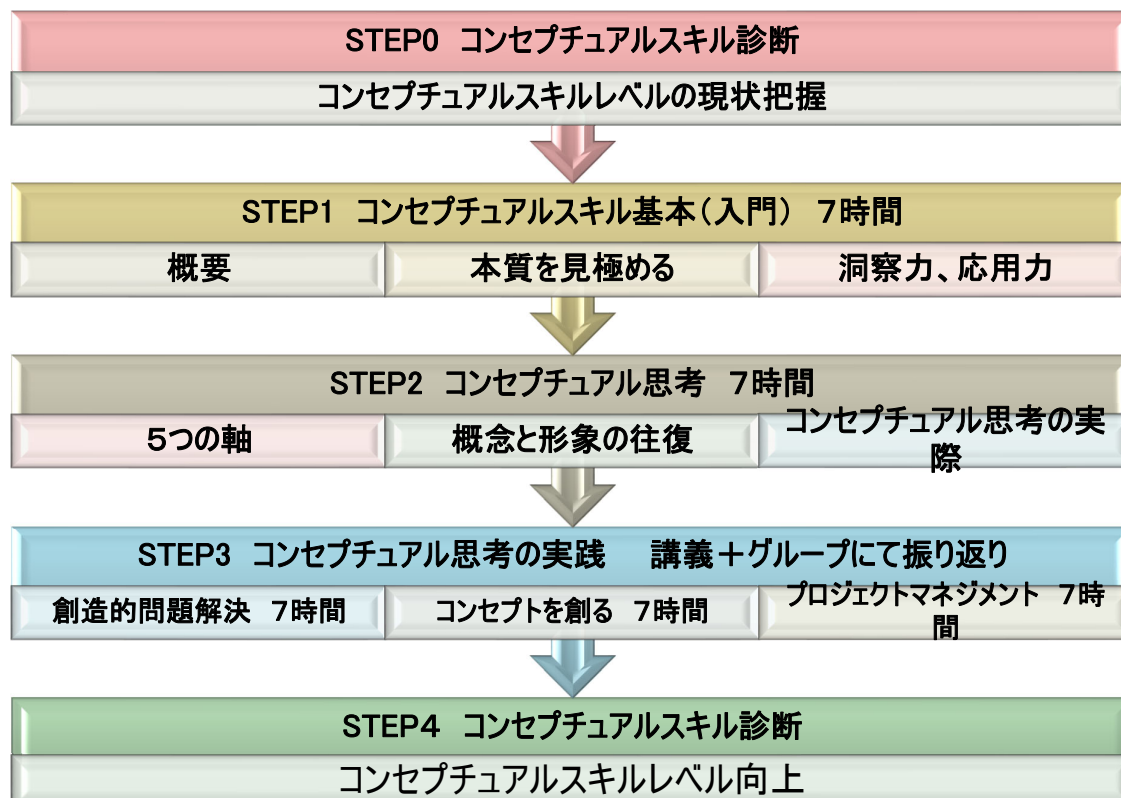 STEP0 コンセプチュアルスキル診断
コンセプチュアルスキルレベルの現状把握
STEP1 コンセプチュアルスキル基本(入門) 7時間
概要
本質を見極める
洞察力、応用力
STEP2 コンセプチュアル思考 7時間
5つの軸
概念と形象の往復
コンセプチュアル思考の実
際
STEP3 コンセプチュアル思考の実践 講義+グループにて振り返り
創造的問題解決 7時間
コンセプトを創る 7時間
プロジェクトマネジメント 7時
間
STEP4 コンセプチュアルスキル診断
コンセプチュアルスキルレベル向上